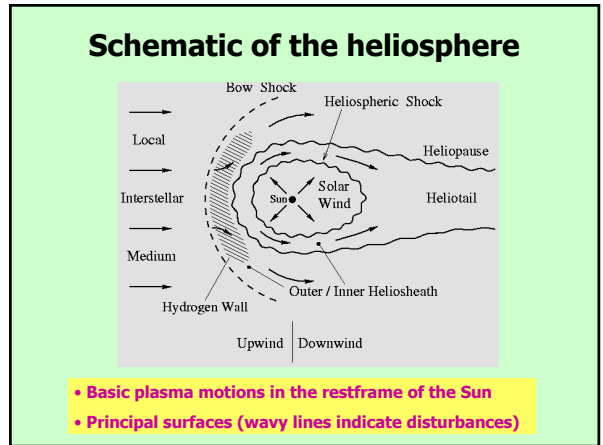 Schematic of the heliosphere
Bow Shock
Heliospheric Shock
Local
Heliopause
Interstellar
Sun
Solar
Wind
Heliotail
Medium
Outer / Inner Heliosheath
Hydrogen Wall
Upwind Downwind
• Basic plasma motions in the restframe of the Sun
• Principal surfaces (wavy lines indicate disturbances)